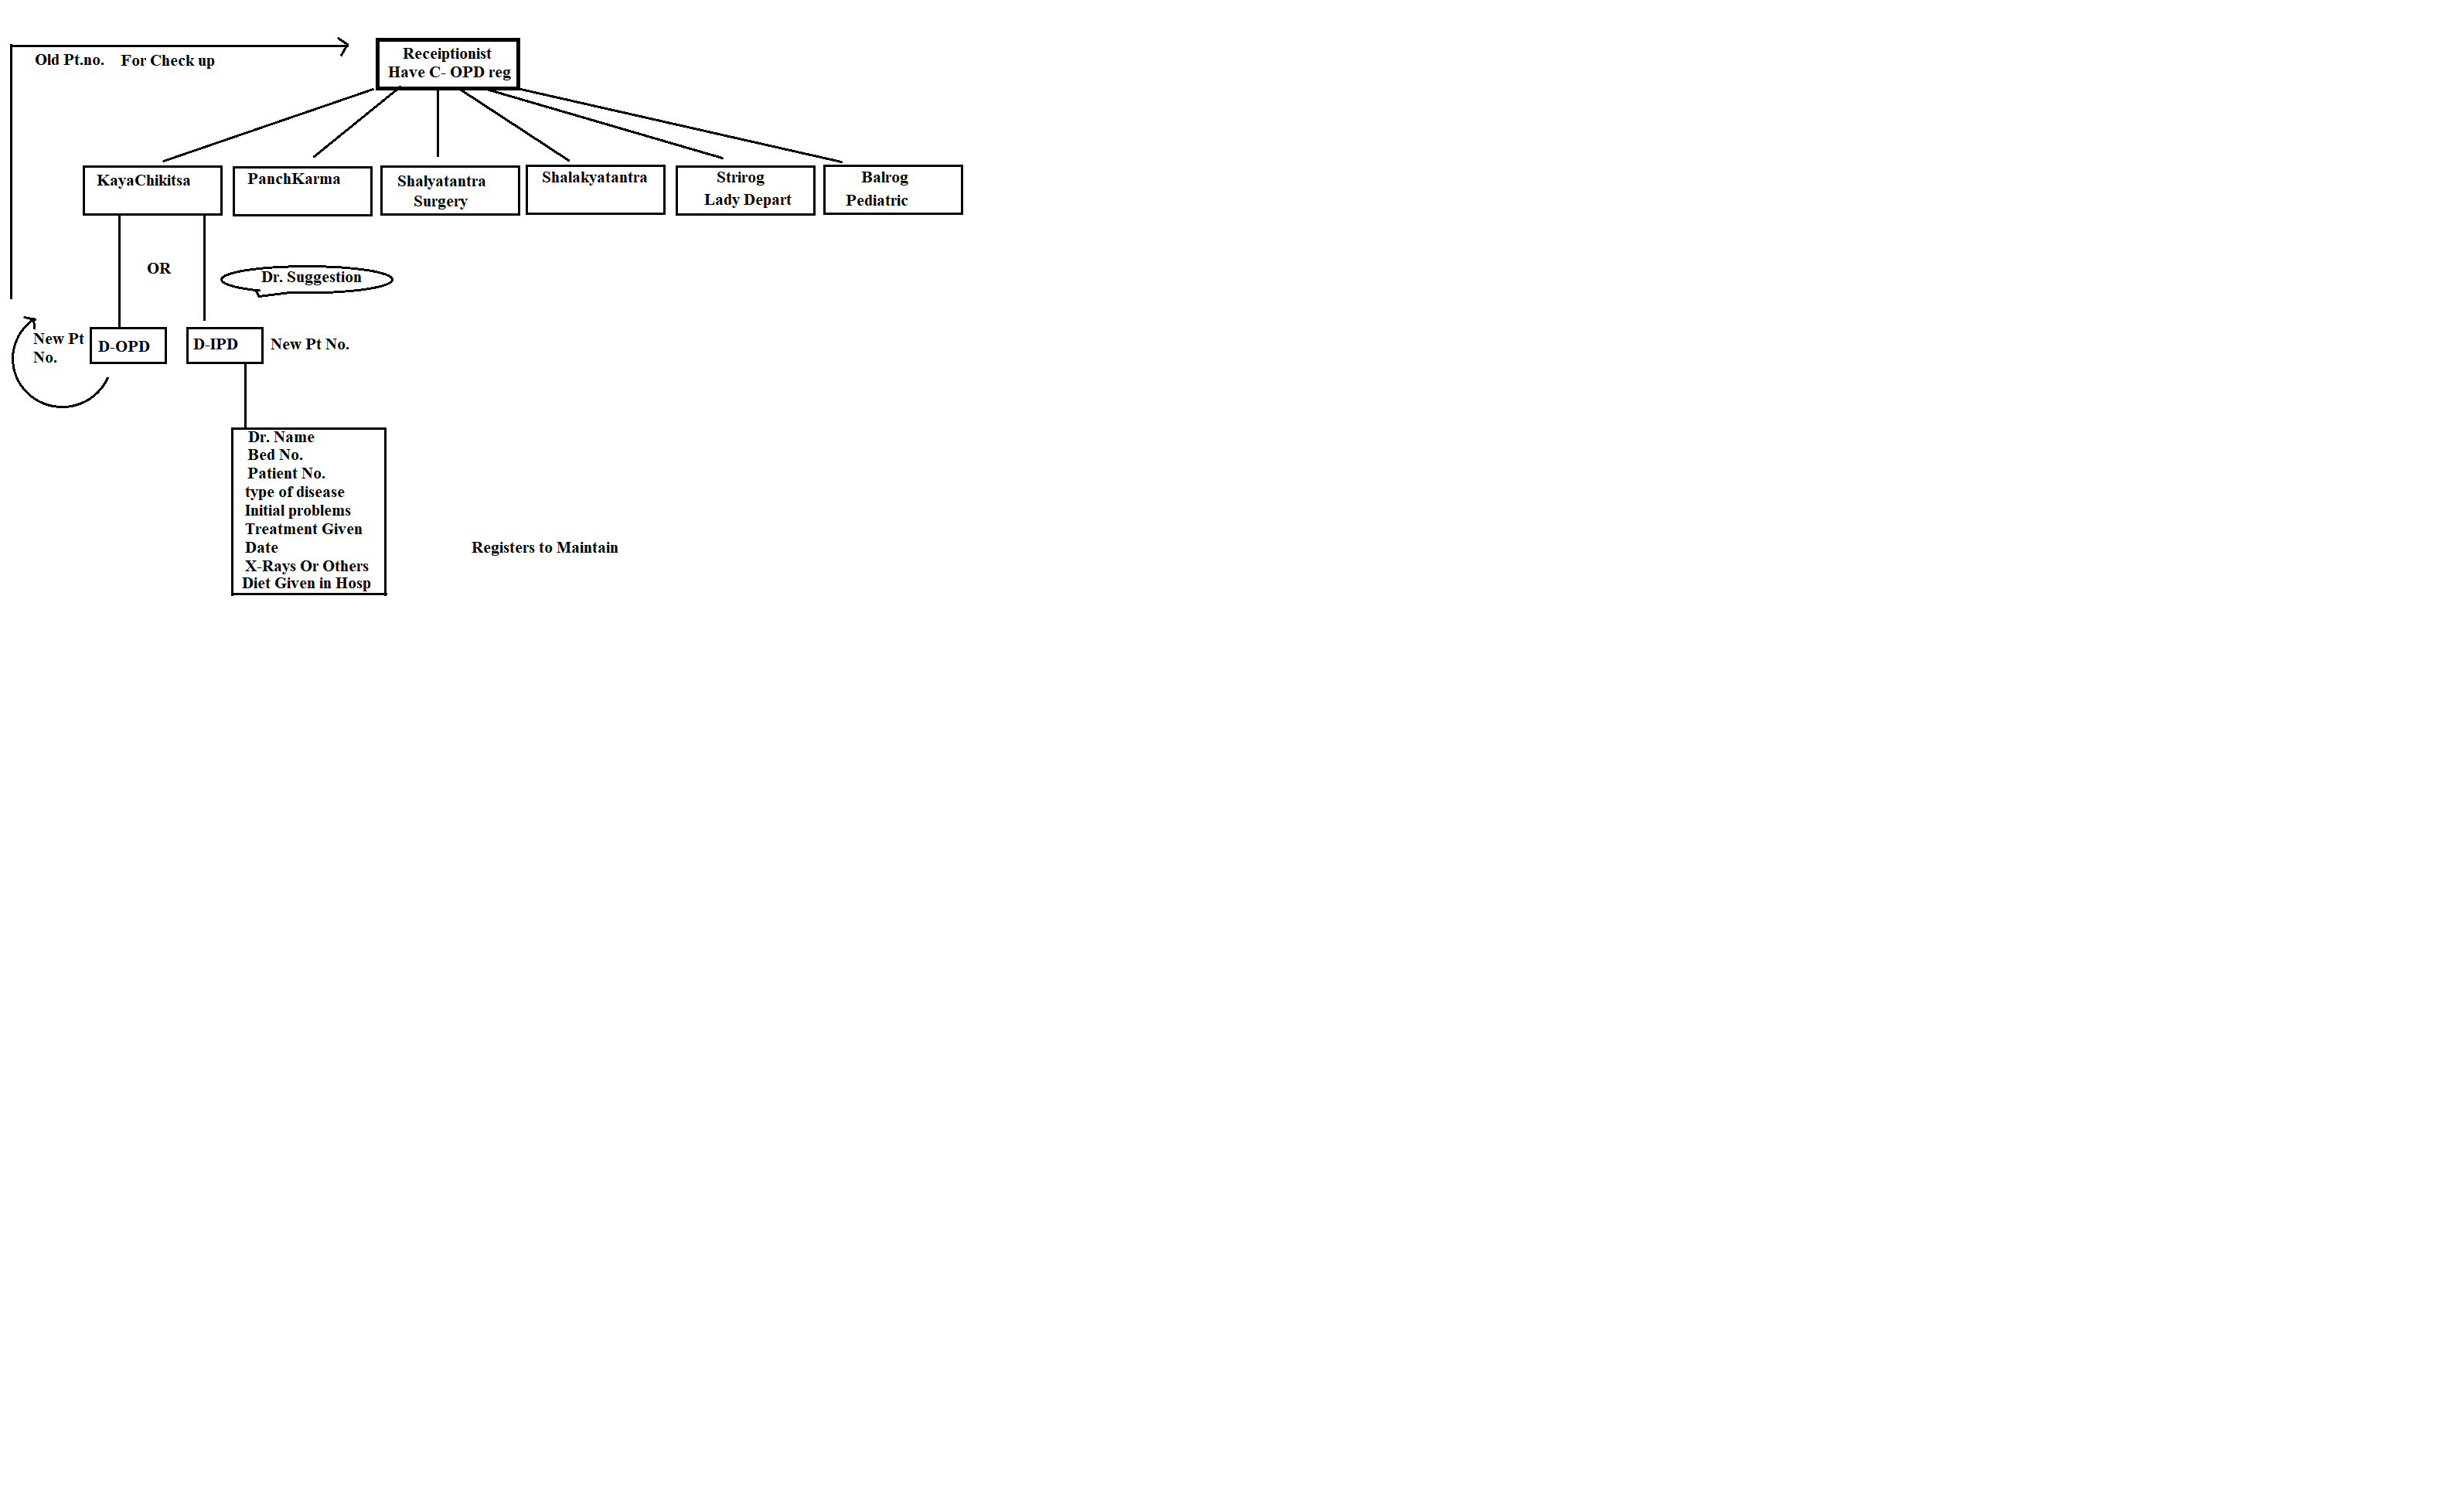 Receiptionist
Have C- OPD reg
Old Pt.no. For Check up
KayaChikitsa
PanchKarma
Shalyatantra
Surgery
Shalakyatantra
Strirog
Lady Depart
Balrog
Pediatric
OR
Dr. Suggestion
New Pt
No.
D-OPD
D-IPD
New Pt No.
Dr. Name
Bed No.
Patient No.
type of disease
Initial problems
Treatment Given
Date
X-Rays Or Others
Diet Given in Hosp
Registers to Maintain